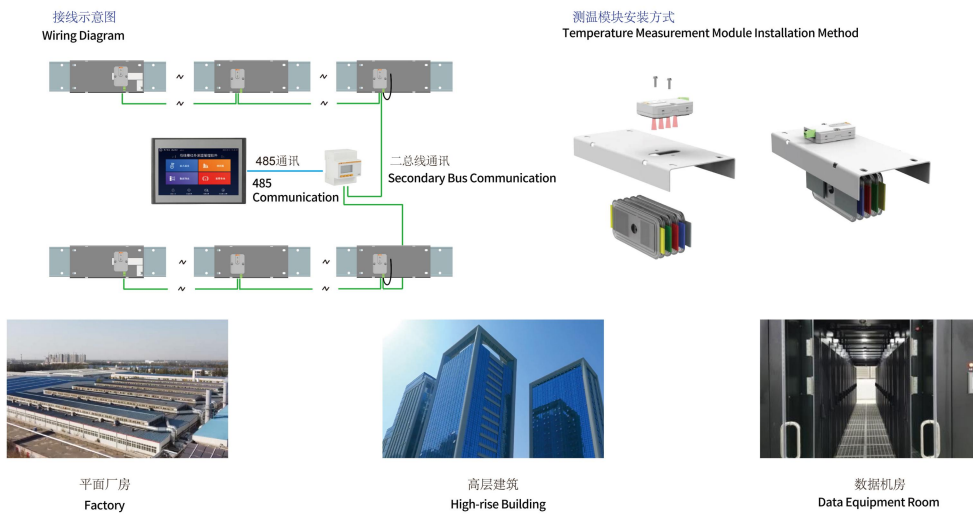 接线示意图
Wiring Diagram
测温模块安装方式
Temperature Measurement Module Installation Method
485通讯
485
Communication
二总线通讯
Secondary Bus Communication
平面厂房
Factory
高层建筑
High-rise Building
数据机房
Data Equipment Room